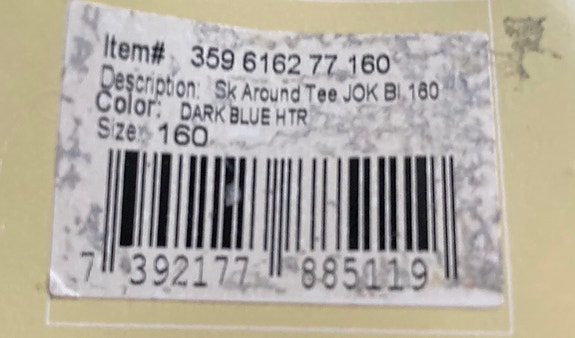 Item# 359 6162 77 160
Description: Sk Around Tee JOK Bl 160
Color: DARK BLUE HTR
Size: 160
7 392177 885119